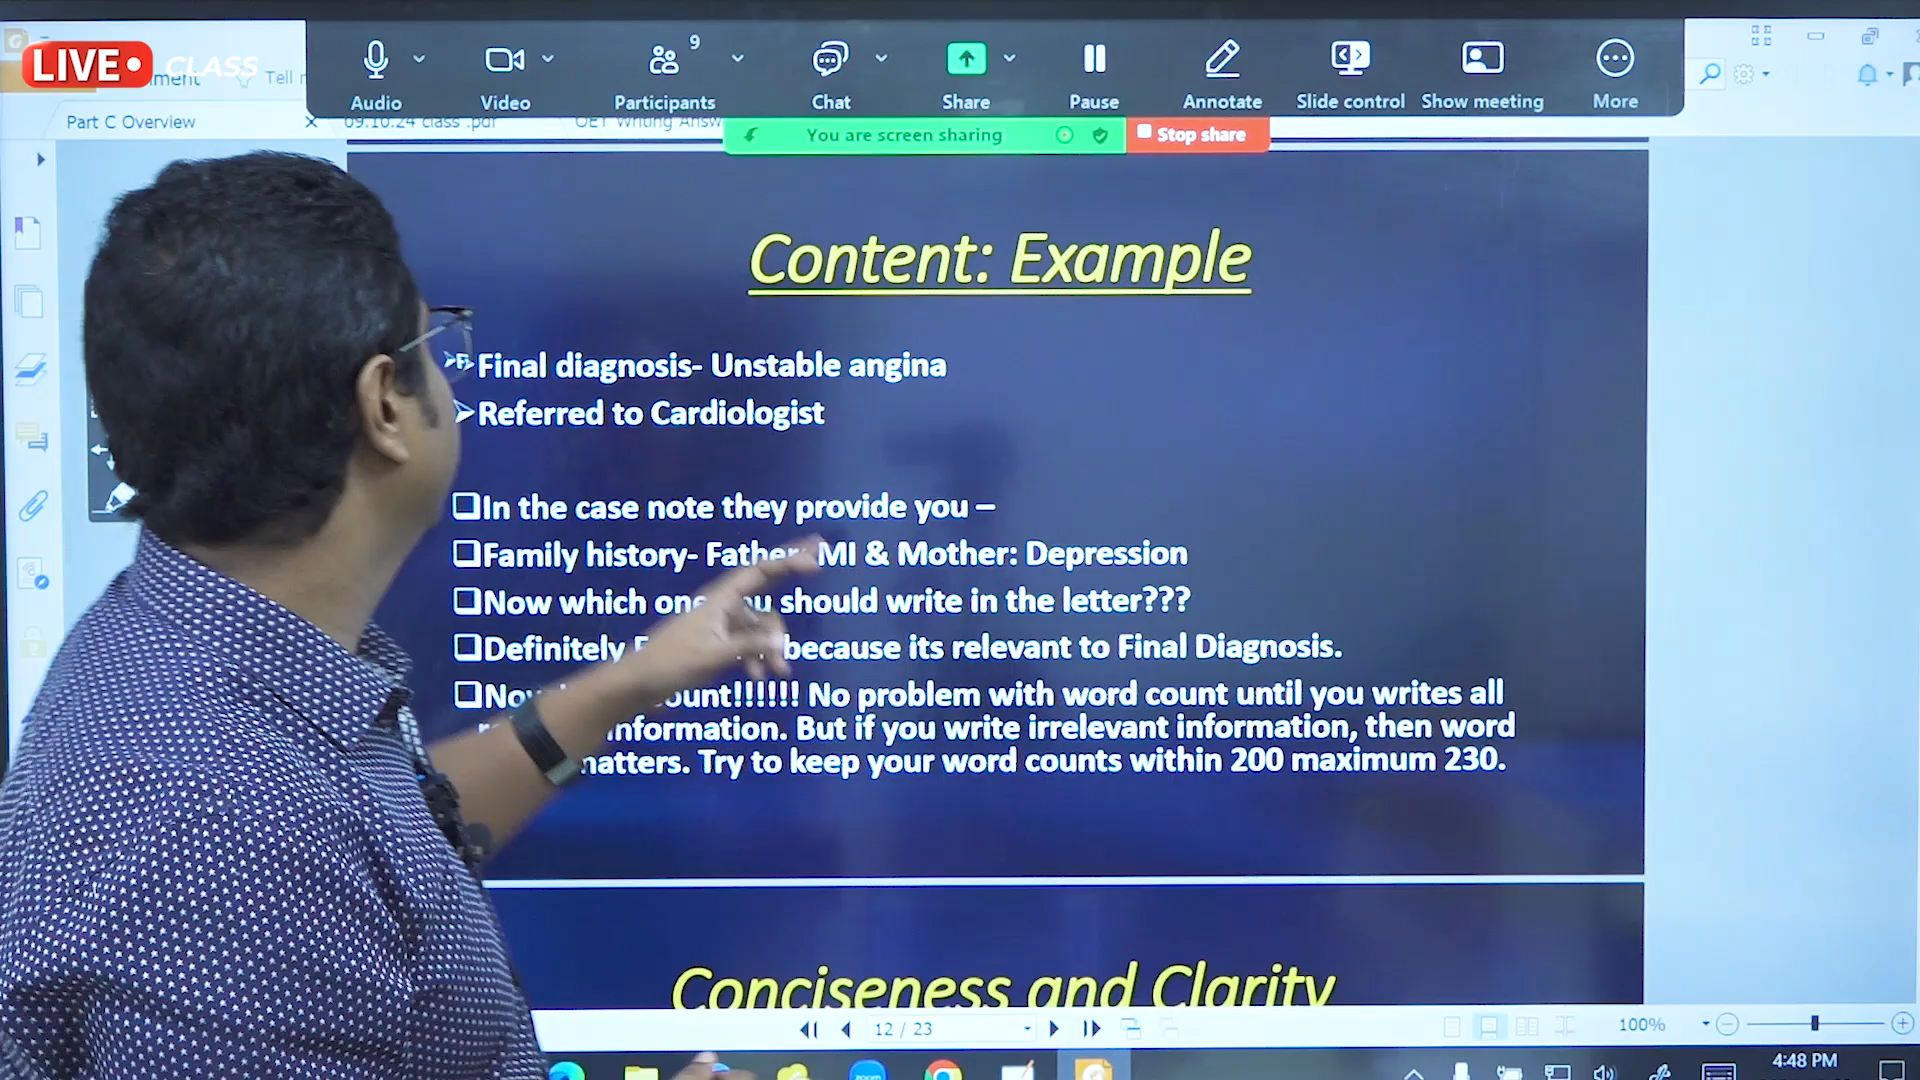 LIVE CLASS
Tell
9
Audio
Video
Participants
Chat
Share
Pause
Annotate
Slide control
Show meeting
More
Part C Overview
09.10.24 class .pdf
OET Writing Answ
You are screen sharing
Stop share
Content: Example
Final diagnosis- Unstable angina
Referred to Cardiologist
In the case note they provide you –
Family history- Father: MI & Mother: Depression
Now which one you should write in the letter???
Definitely because its relevant to Final Diagnosis.
No problem with word count until you writes all
information. But if you write irrelevant information, then word
matters. Try to keep your word counts within 200 maximum 230.
Conciseness and Clarity
12 / 23
100%
zoom
4:48 PM